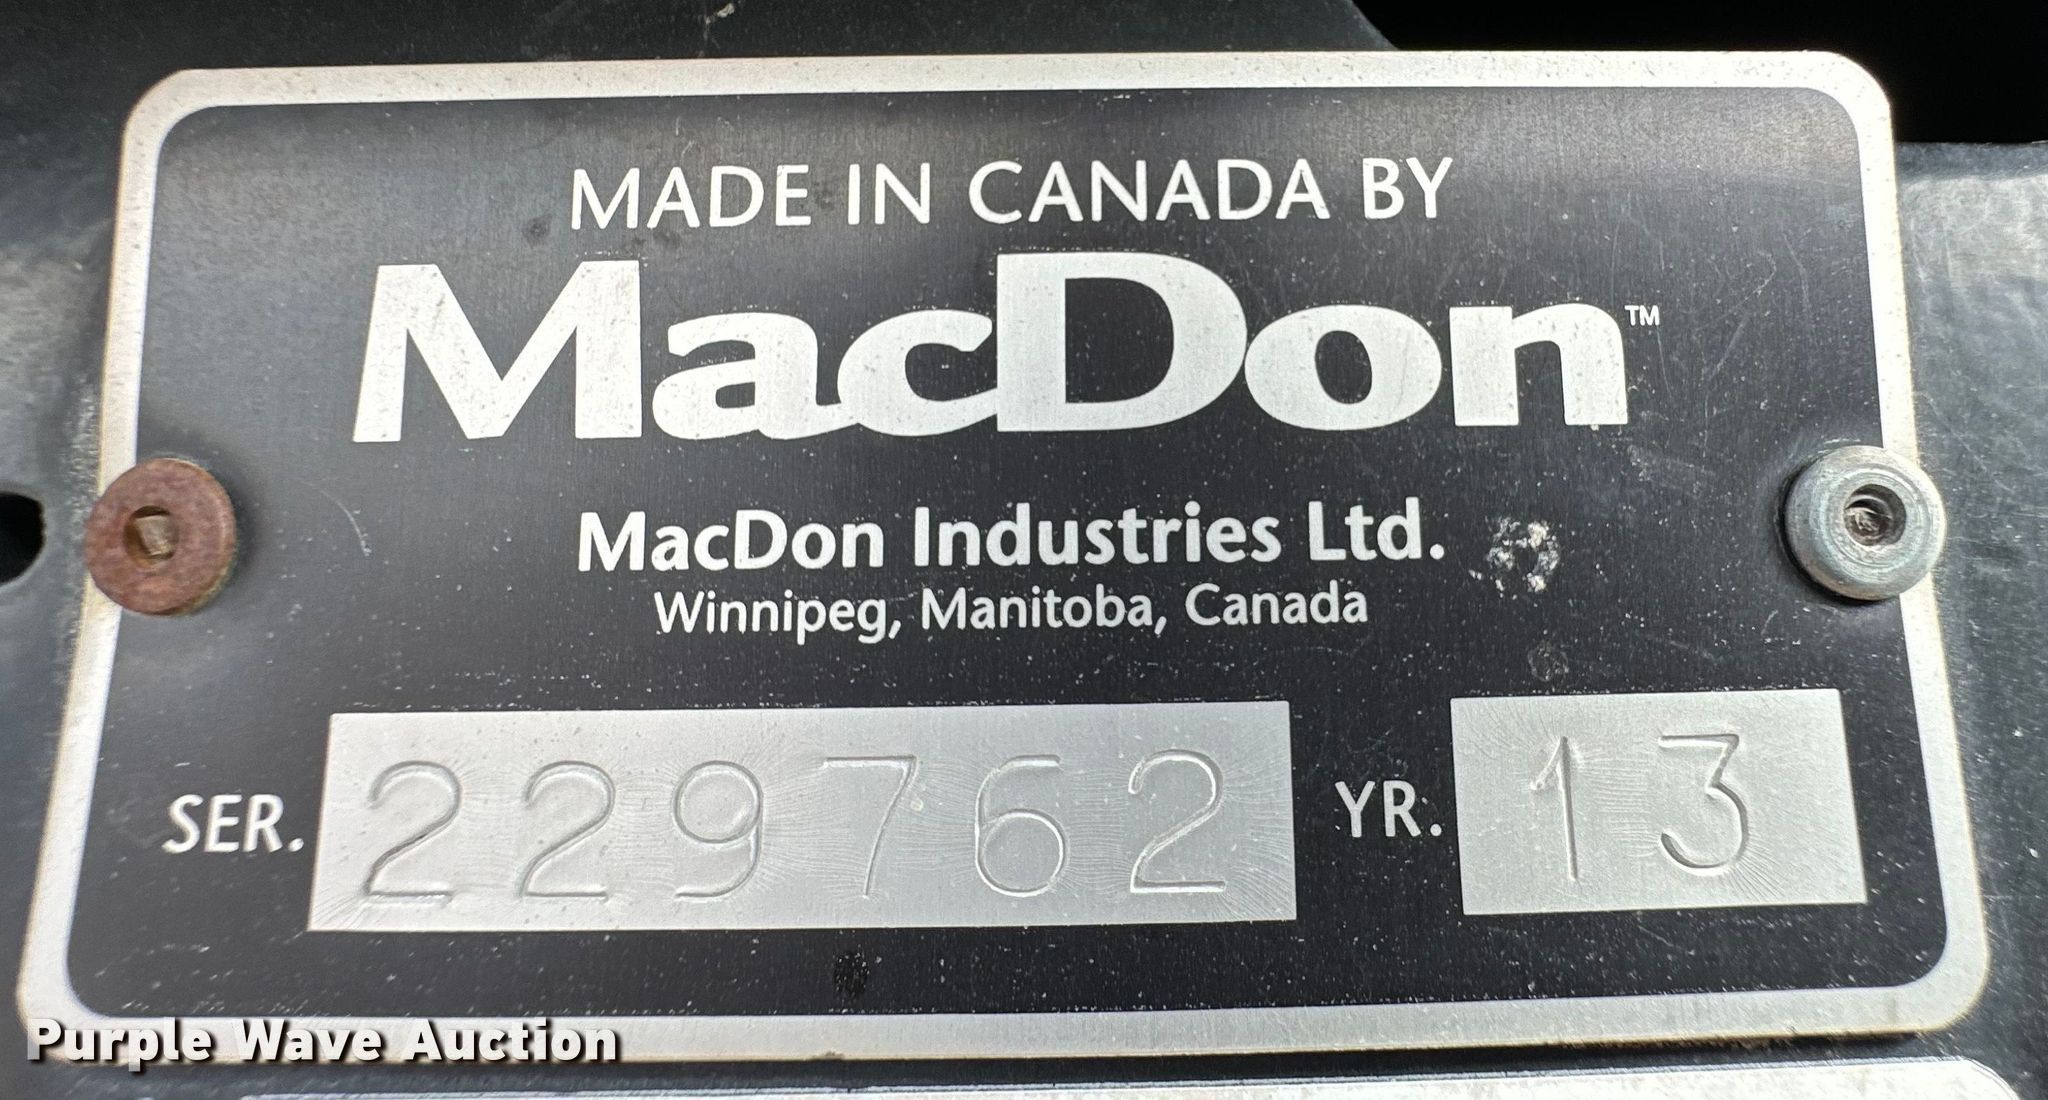 MADE IN CANADA BY
MacDon™
MacDon Industries Ltd.
Winnipeg, Manitoba, Canada
SER. 229762 YR. 13
Purple Wave Auction